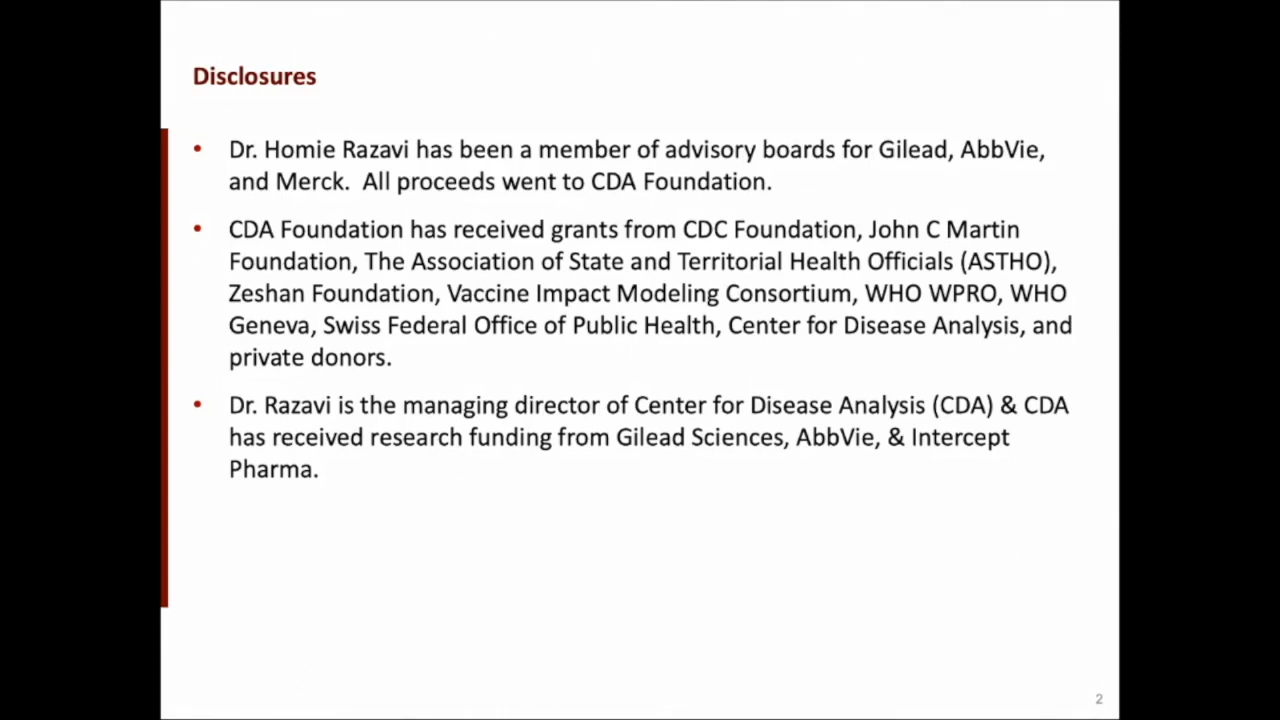 Disclosures
• Dr. Homie Razavi has been a member of advisory boards for Gilead, AbbVie,
and Merck.  All proceeds went to CDA Foundation.
• CDA Foundation has received grants from CDC Foundation, John C Martin
Foundation, The Association of State and Territorial Health Officials (ASTHO),
Zeshan Foundation, Vaccine Impact Modeling Consortium, WHO WPRO, WHO
Geneva, Swiss Federal Office of Public Health, Center for Disease Analysis, and
private donors.
• Dr. Razavi is the managing director of Center for Disease Analysis (CDA) & CDA
has received research funding from Gilead Sciences, AbbVie, & Intercept
Pharma.
2